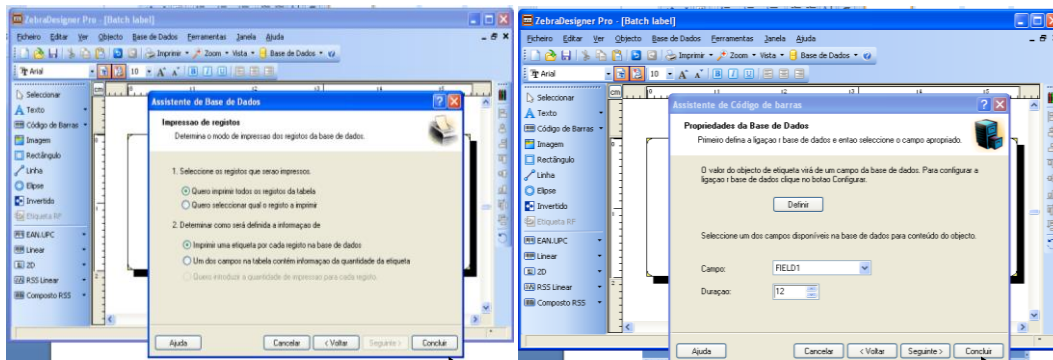 ZebraDesigner Pro - [Batch label]
Ficheiro Editar Ver Objecto Base de Dados Ferramentas Janela Ajuda
Imprimir Zoom Vista Base de Dados
Arial 10
Seleccionar
Texto
Código de Barras
Imagem
Rectângulo
Linha
Elipse
Invertido
Etiqueta RF
EAN.UPC
Linear
2D
RSS Linear
Composto RSS
cm
Assistente de Base de Dados
Impressao de registos
Determina o modo de impressao dos registos da base de dados.
1. Seleccione os registos que serao impressos.
Quero imprimir todos os registos da tabela
Quero seleccionar qual o registo a imprimir
2. Determinar como será definida a informaçao de
Imprimir uma etiqueta por cada registo na base de dados
Um dos campos na tabela contém informaçao da quantidade da etiqueta
Quero introduzir a quantidade de impressao para cada registo.
Ajuda Cancelar < Voltar Seguinte > Concluir
ZebraDesigner Pro - [Batch label]
Ficheiro Editar Ver Objecto Base de Dados Ferramentas Janela Ajuda
Imprimir Zoom Vista Base de Dados
Arial 10
Seleccionar
Texto
Código de Barras
Imagem
Rectângulo
Linha
Elipse
Invertido
Etiqueta RF
EAN.UPC
Linear
2D
RSS Linear
Composto RSS
cm
Assistente de Código de barras
Propriedades da Base de Dados
Primeiro defina a ligaçao r base de dados e entao seleccione o campo apropriado.
O valor do objecto de etiqueta virá de um campo da base de dados. Para configurar a
ligaçao r base de dados clique no botao Configurar.
Definir
Seleccione um dos campos disponíveis na base de dados para conteúdo do objecto.
Campo: FIELD1
Duraçao: 12
Ajuda Cancelar < Voltar Seguinte > Concluir